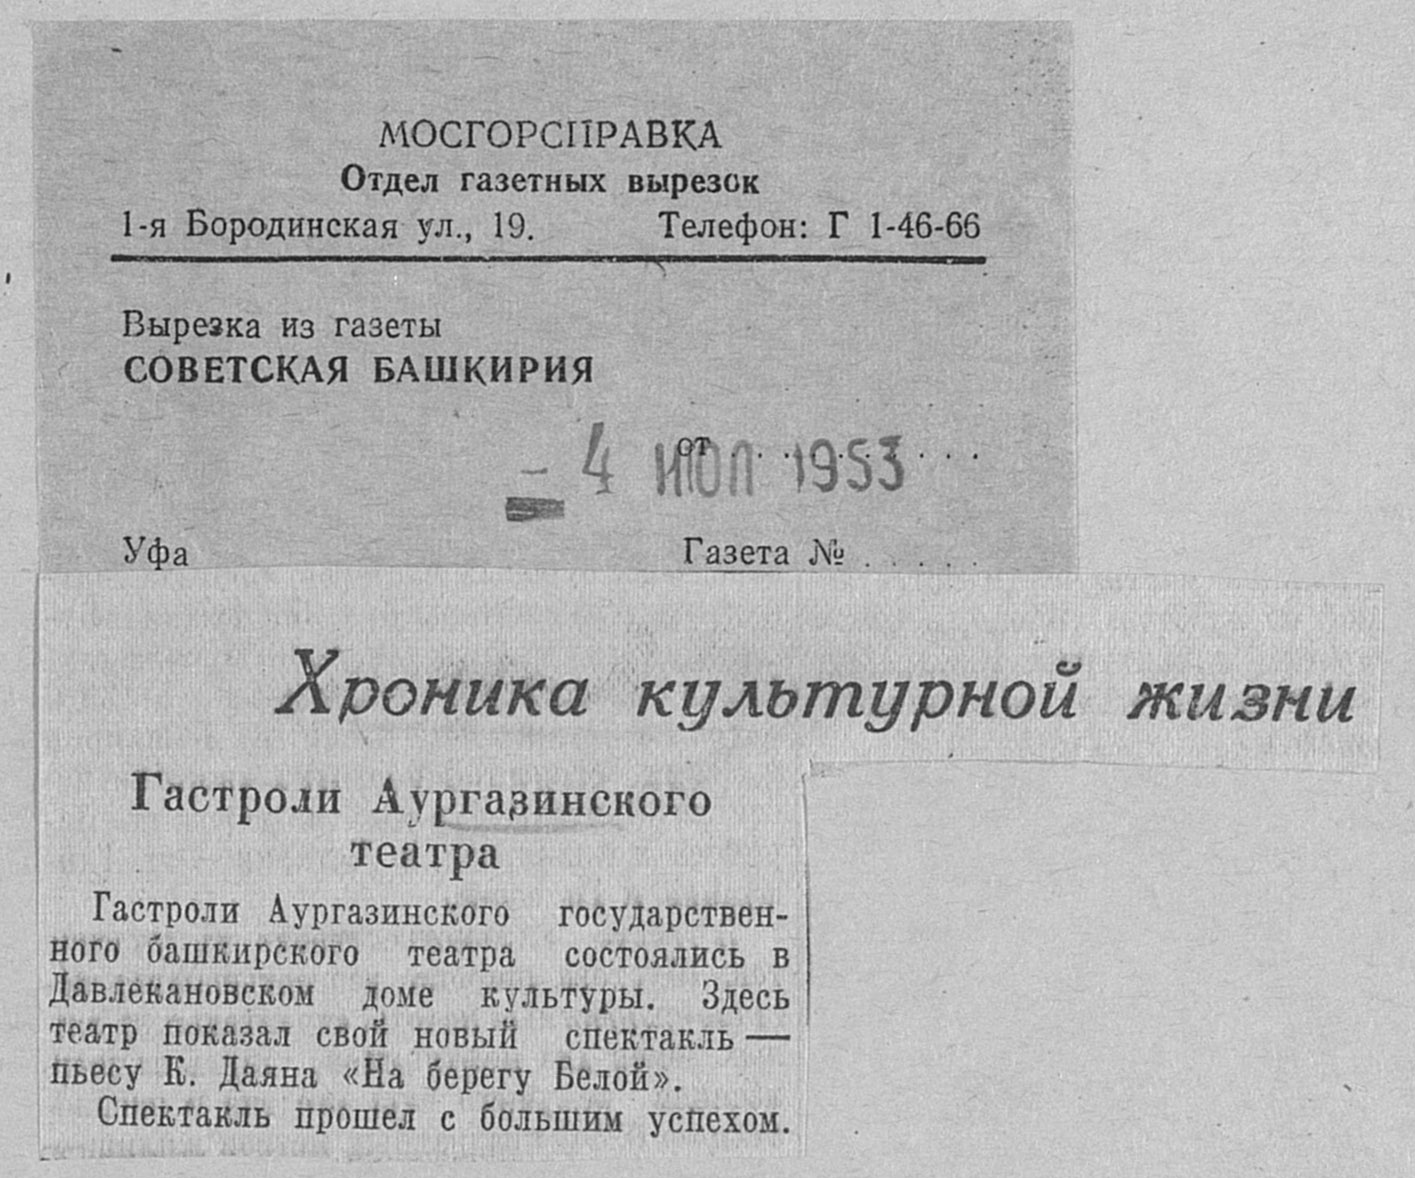 МОСГОРСПРАВКА
Отдел газетных вырезок
1-я Бородинская ул., 19. Телефон: Г 1-46-66
Вырезка из газеты
СОВЕТСКАЯ БАШКИРИЯ
от . . . . . . . . . .
- 4 ИЮЛ 1953
Уфа Газета № . . . . .
Хроника культурной жизни
Гастроли Аургазинского
театра
Гастроли Аургазинского государствен-
ного башкирского театра состоялись в
Давлекановском доме культуры. Здесь
театр показал свой новый спектакль —
пьесу К. Даяна «На берегу Белой».
Спектакль прошел с большим успехом.